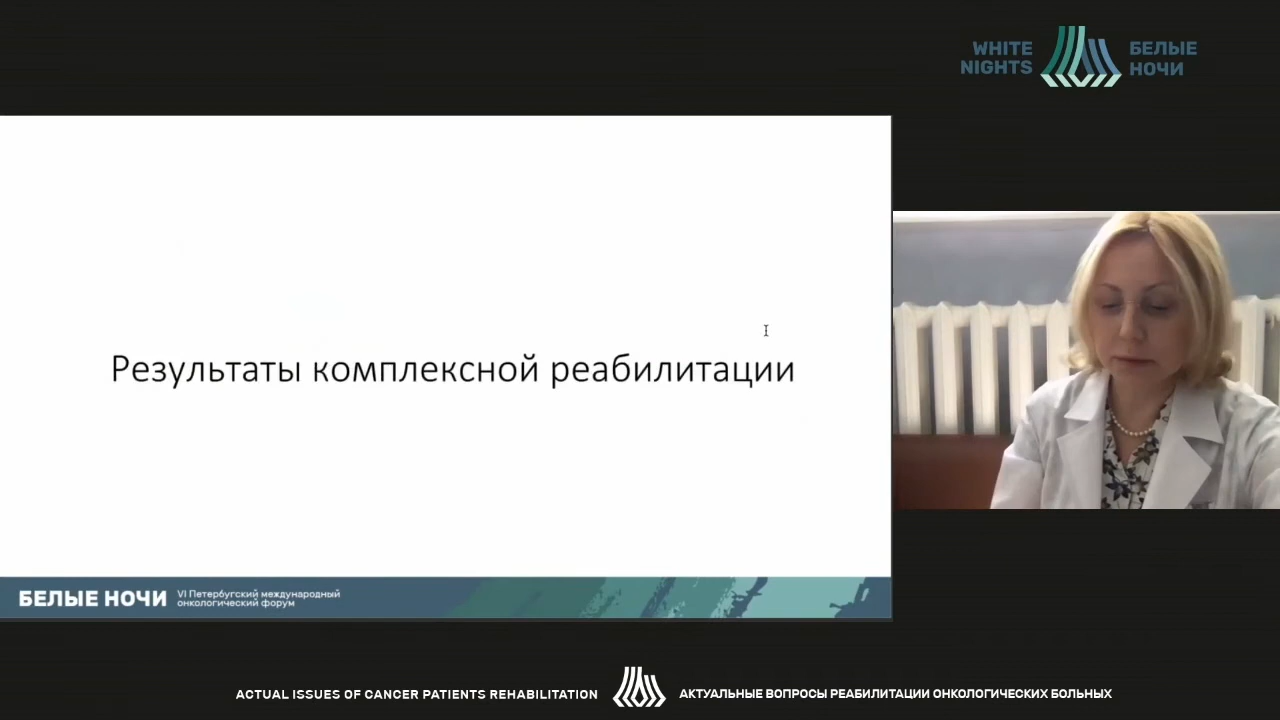 WHITE
NIGHTS
БЕЛЫЕ
НОЧИ
Результаты комплексной реабилитации
БЕЛЫЕ НОЧИ
VI Петербугский международный
онкологический форум
ACTUAL ISSUES OF CANCER PATIENTS REHABILITATION
АКТУАЛЬНЫЕ ВОПРОСЫ РЕАБИЛИТАЦИИ ОНКОЛОГИЧЕСКИХ БОЛЬНЫХ